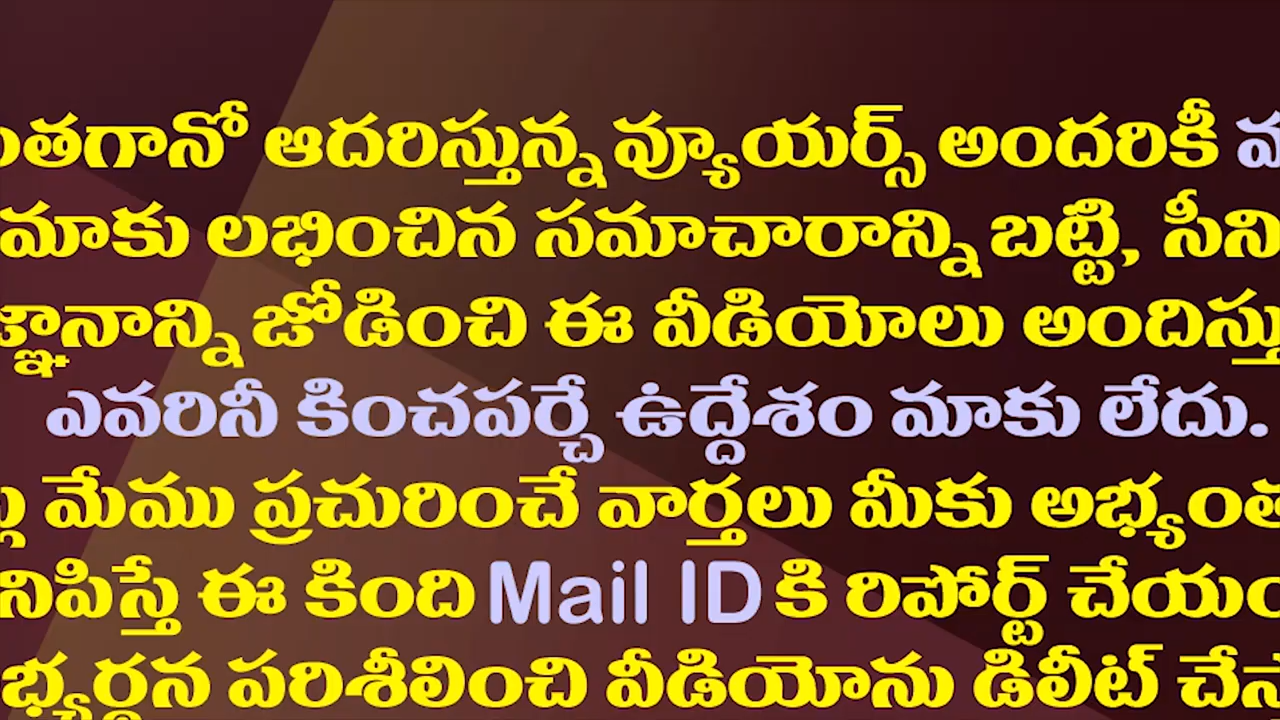 ంతగానో ఆదరిస్తున్న వ్యూయర్స్ అందరికీ
మాకు లభించిన సమాచారాన్ని బట్టి, సీని
జ్ఞానాన్ని జోడించి ఈ వీడియోలు అందిస్తు
ఎవరినీ కించపర్చే ఉద్దేశం మాకు లేదు.
మేము ప్రచురించే వార్తలు మీకు అభ్యంత
నిపిస్తే ఈ కింది Mail ID కి రిపోర్ట్ చేయం
భ్యర్థన పరిశీలించి వీడియోను డిలీట్ చేస